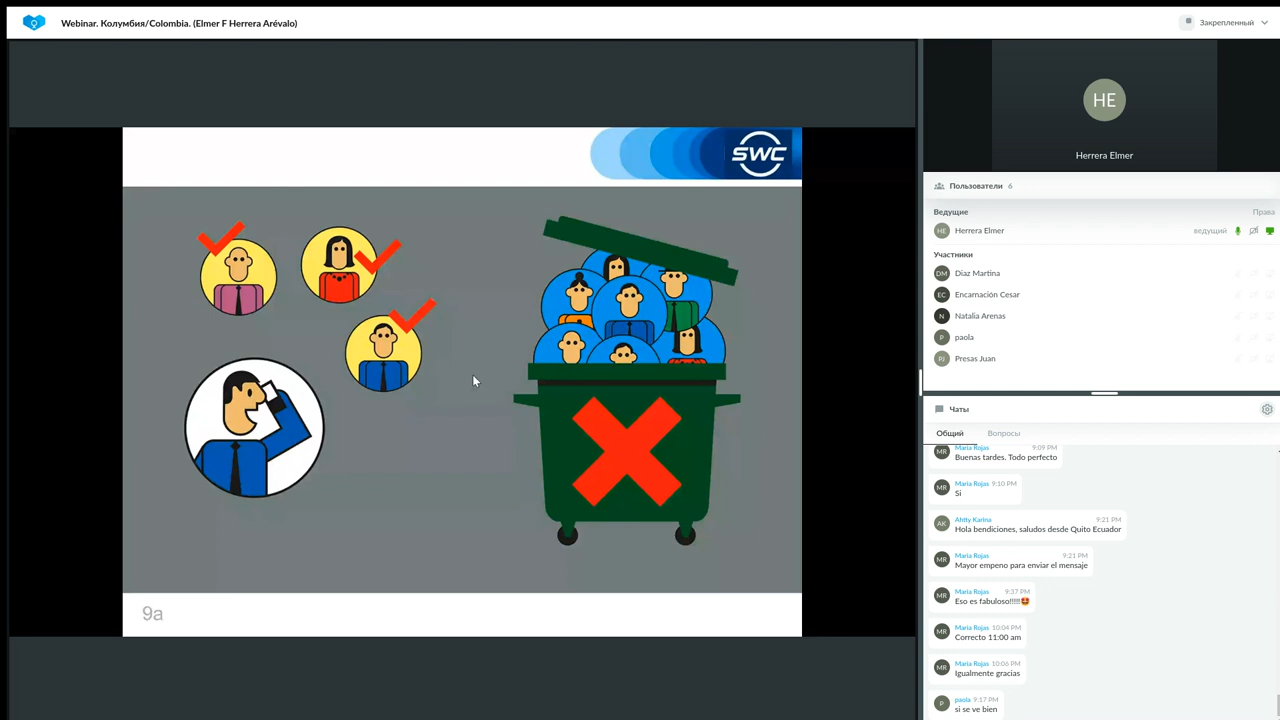 Webinar. Колумбия/Colombia. (Elmer F Herrera Arévalo)
Закрепленный
SWC
9a
HE
Herrera Elmer
Пользователи 6
Ведущие Права
HE Herrera Elmer ведущий
Участники
DM Diaz Martina
EC Encarnación Cesar
N Natalia Arenas
P paola
PJ Presas Juan
Чаты
Общий Вопросы
MR Maria Rojas 9:09 PM
Buenas tardes. Todo perfecto
MR Maria Rojas 9:10 PM
Si
AK Ahtty Karina 9:21 PM
Hola bendiciones, saludos desde Quito Ecuador
MR Maria Rojas 9:21 PM
Mayor empeno para enviar el mensaje
MR Maria Rojas 9:37 PM
Eso es fabuloso!!!!!🤩
MR Maria Rojas 10:04 PM
Correcto 11:00 am
MR Maria Rojas 10:06 PM
Igualmente gracias
P paola 9:17 PM
si se ve bien